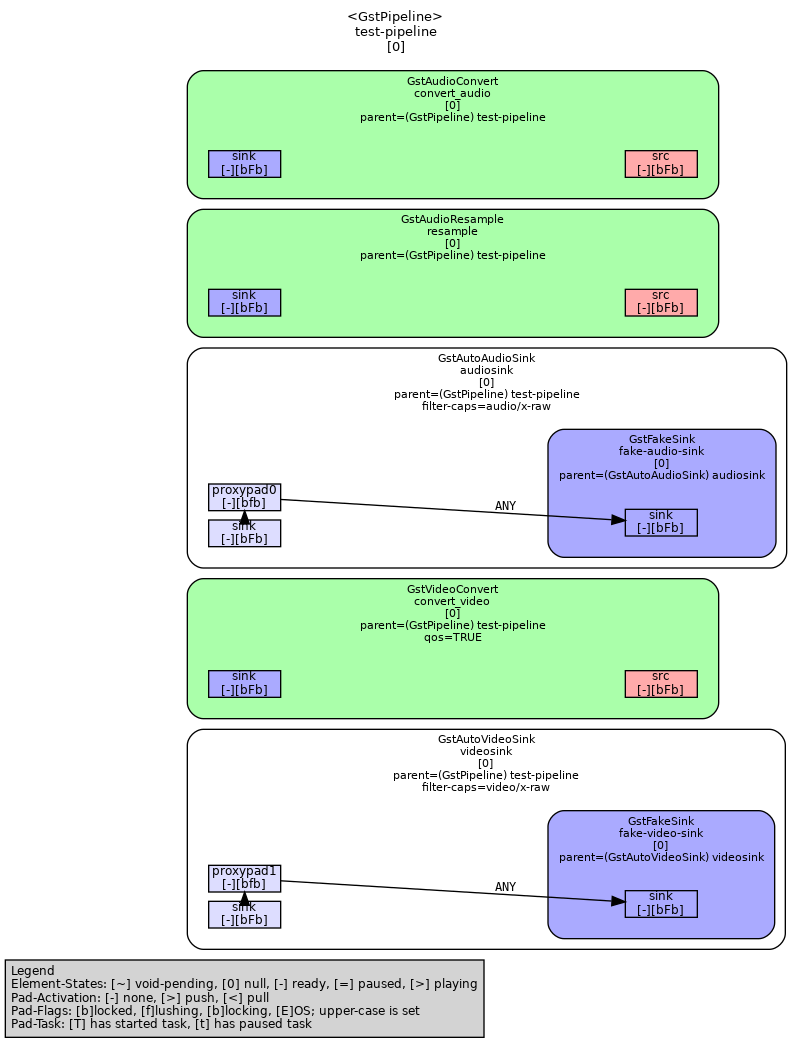 <GstPipeline>
test-pipeline
[0]
GstAudioConvert
convert_audio
[0]
parent=(GstPipeline) test-pipeline
sink
[-][bFb]
src
[-][bFb]
GstAudioResample
resample
[0]
parent=(GstPipeline) test-pipeline
sink
[-][bFb]
src
[-][bFb]
GstAutoAudioSink
audiosink
[0]
parent=(GstPipeline) test-pipeline
filter-caps=audio/x-raw
GstFakeSink
fake-audio-sink
[0]
parent=(GstAutoAudioSink) audiosink
proxypad0
[-][bfb]
ANY
sink
[-][bFb]
sink
[-][bFb]
GstVideoConvert
convert_video
[0]
parent=(GstPipeline) test-pipeline
qos=TRUE
sink
[-][bFb]
src
[-][bFb]
GstAutoVideoSink
videosink
[0]
parent=(GstPipeline) test-pipeline
filter-caps=video/x-raw
GstFakeSink
fake-video-sink
[0]
parent=(GstAutoVideoSink) videosink
proxypad1
[-][bfb]
ANY
sink
[-][bFb]
sink
[-][bFb]
Legend
Element-States: [~] void-pending, [0] null, [-] ready, [=] paused, [>] playing
Pad-Activation: [-] none, [>] push, [<] pull
Pad-Flags: [b]locked, [f]lushing, [b]locking, [E]OS; upper-case is set
Pad-Task: [T] has started task, [t] has paused task